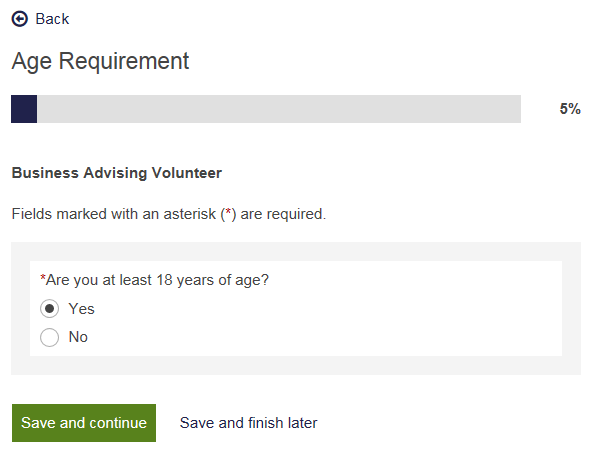 Back
Age Requirement
5%
Business Advising Volunteer
Fields marked with an asterisk (*) are required.
*Are you at least 18 years of age?
Yes
No
Save and continue Save and finish later